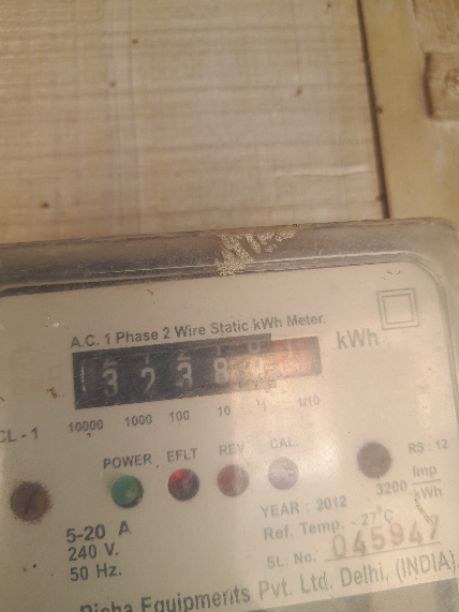 A.C. 1 Phase 2 Wire Static kWh Meter.
3 2 3 8
kWh
CL - 1
10000 1000 100 10 1 1/10
POWER EFLT REV. CAL.
RS : 12
3200 Imp/kWh
5-20 A
240 V.
50 Hz.
YEAR : 2012
Ref. Temp. - 27°C
SL. No. 045947
Equipments Pvt. Ltd. Delhi, (INDIA)